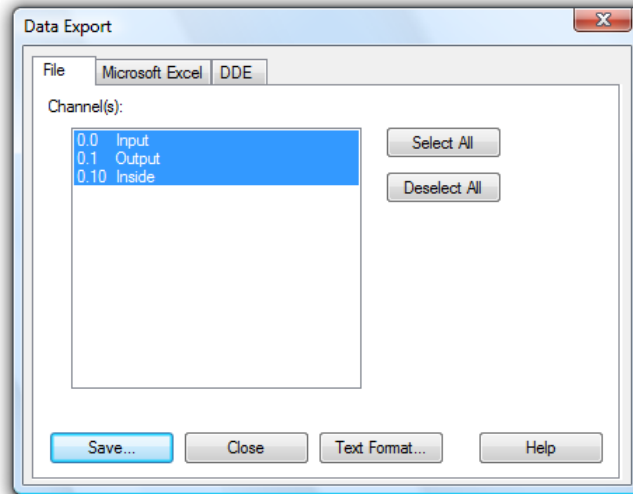 Data Export
File Microsoft Excel DDE
Channel(s):
0.0 Input
0.1 Output
0.10 Inside
Select All
Deselect All
Save... Close Text Format... Help